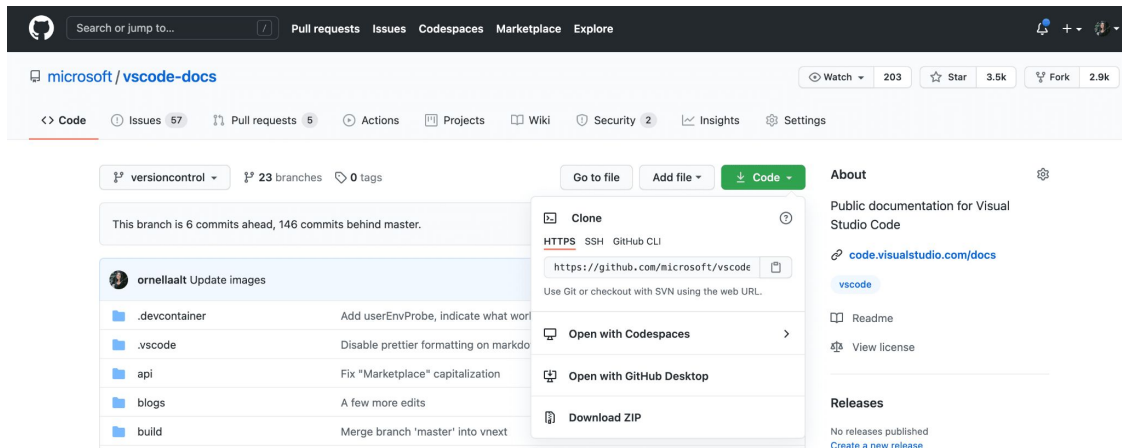 Search or jump to... / Pull requests Issues Codespaces Marketplace Explore
microsoft / vscode-docs
Watch 203 Star 3.5k Fork 2.9k
<> Code Issues 57 Pull requests 5 Actions Projects Wiki Security 2 Insights Settings
versioncontrol 23 branches 0 tags Go to file Add file Code
This branch is 6 commits ahead, 146 commits behind master.
ornellaalt Update images
.devcontainer Add userEnvProbe, indicate what
.vscode Disable prettier formatting on
api Fix "Marketplace" capitalization
blogs A few more edits
build Merge branch 'master' into vnext
Clone
HTTPS SSH GitHub CLI
https://github.com/microsoft/vscode
Use Git or checkout with SVN using the web URL.
Open with Codespaces
Open with GitHub Desktop
Download ZIP
About
Public documentation for Visual
Studio Code
code.visualstudio.com/docs
vscode
Readme
View license
Releases
No releases published
Create a new release